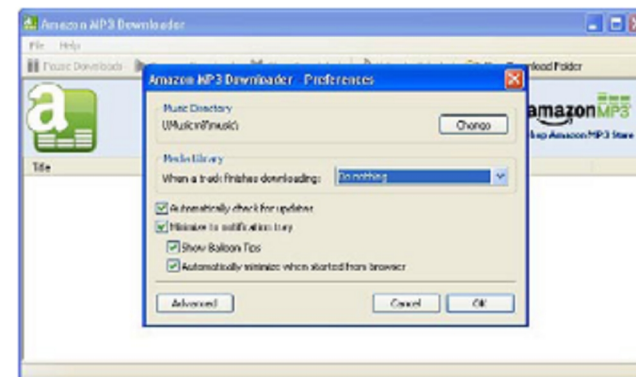 Amazon MP3 Downloader
File Help
Pause Downloads
Download Folder
Amazon MP3 Downloader - Preferences
amazonMP3
Amazon MP3 Store
Title
Music Directory
Change
Media Library
When a track finishes downloading: Do nothing
Automatically check for updates
Minimize to notification tray
Show Balloon Tips
Automatically minimize when started from browser
Advanced Cancel OK